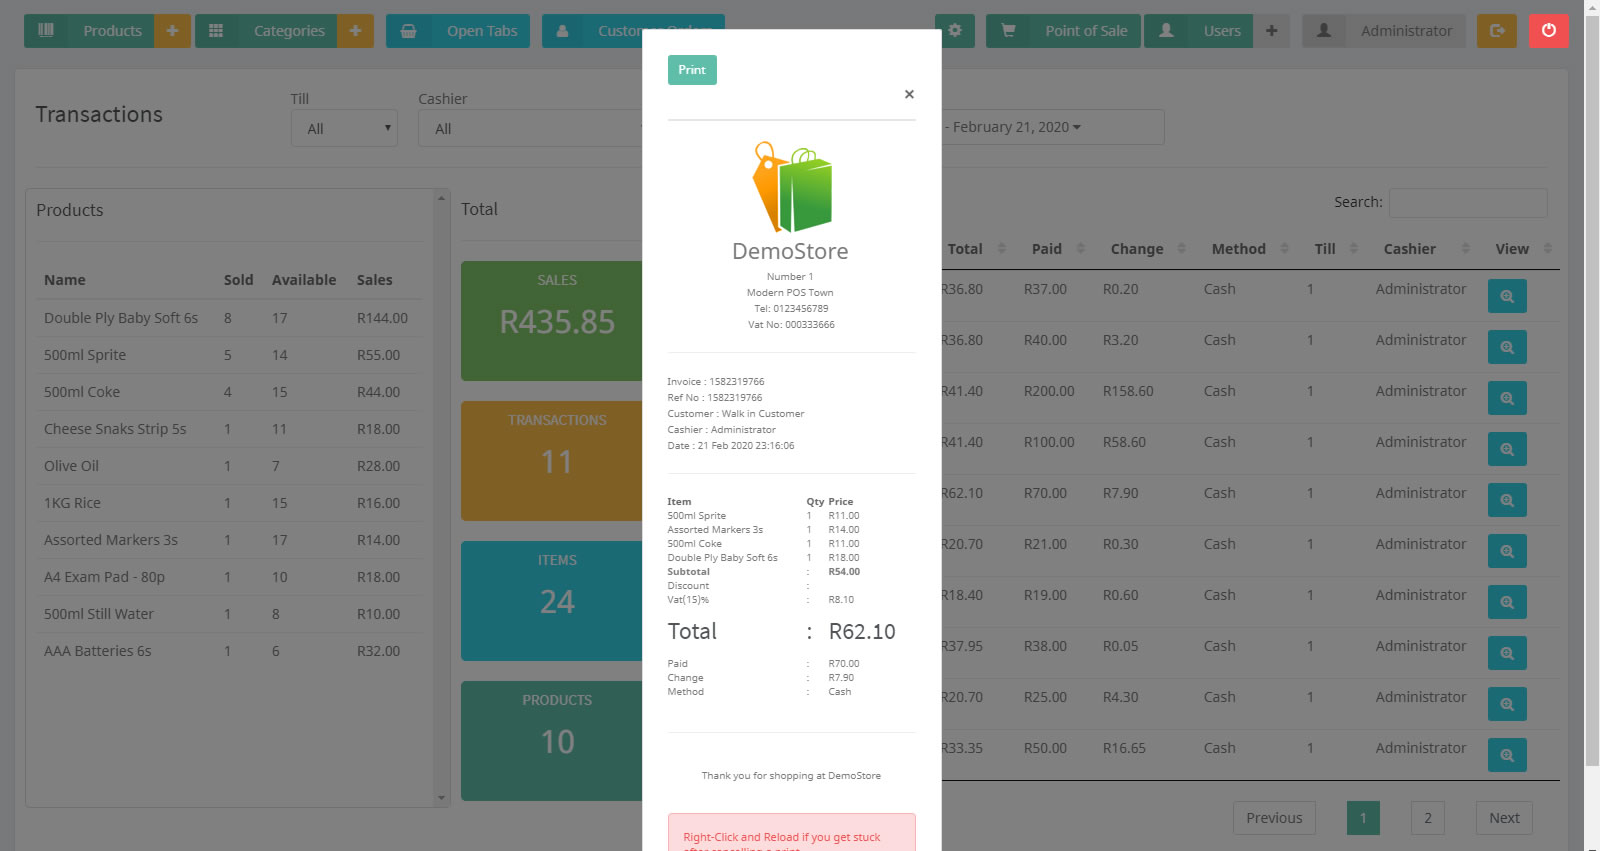 Products
Categories
Open Tabs
Point of Sale
Users
Administrator
Print
×
Transactions
Till
All
Cashier
All
- February 21, 2020
Products
Name Sold Available Sales
Double Ply Baby Soft 6s 8 17 R144.00
500ml Sprite 5 14 R55.00
500ml Coke 4 15 R44.00
Cheese Snaks Strip 5s 1 11 R18.00
Olive Oil 1 7 R28.00
1KG Rice 1 15 R16.00
Assorted Markers 3s 1 17 R14.00
A4 Exam Pad - 80p 1 10 R18.00
500ml Still Water 1 8 R10.00
AAA Batteries 6s 1 6 R32.00
Total
SALES
R435.85
TRANSACTIONS
11
ITEMS
24
PRODUCTS
10
DemoStore
Number 1
Modern POS Town
Tel: 0123456789
Vat No: 000333666
Invoice : 1582319766
Ref No : 1582319766
Customer : Walk in Customer
Cashier : Administrator
Date : 21 Feb 2020 23:16:06
Item Qty Price
500ml Sprite 1 R11.00
Assorted Markers 3s 1 R14.00
500ml Coke 1 R11.00
Double Ply Baby Soft 6s 1 R18.00
Subtotal : R54.00
Discount :
Vat(15)% : R8.10
Total : R62.10
Paid : R70.00
Change : R7.90
Method : Cash
Thank you for shopping at DemoStore
Right-Click and Reload if you get stuck
Search:
Total Paid Change Method Till Cashier View
R36.80 R37.00 R0.20 Cash 1 Administrator
R36.80 R40.00 R3.20 Cash 1 Administrator
R41.40 R200.00 R158.60 Cash 1 Administrator
R41.40 R100.00 R58.60 Cash 1 Administrator
R62.10 R70.00 R7.90 Cash 1 Administrator
R20.70 R21.00 R0.30 Cash 1 Administrator
R18.40 R19.00 R0.60 Cash 1 Administrator
R37.95 R38.00 R0.05 Cash 1 Administrator
R20.70 R25.00 R4.30 Cash 1 Administrator
R33.35 R50.00 R16.65 Cash 1 Administrator
Previous 1 2 Next